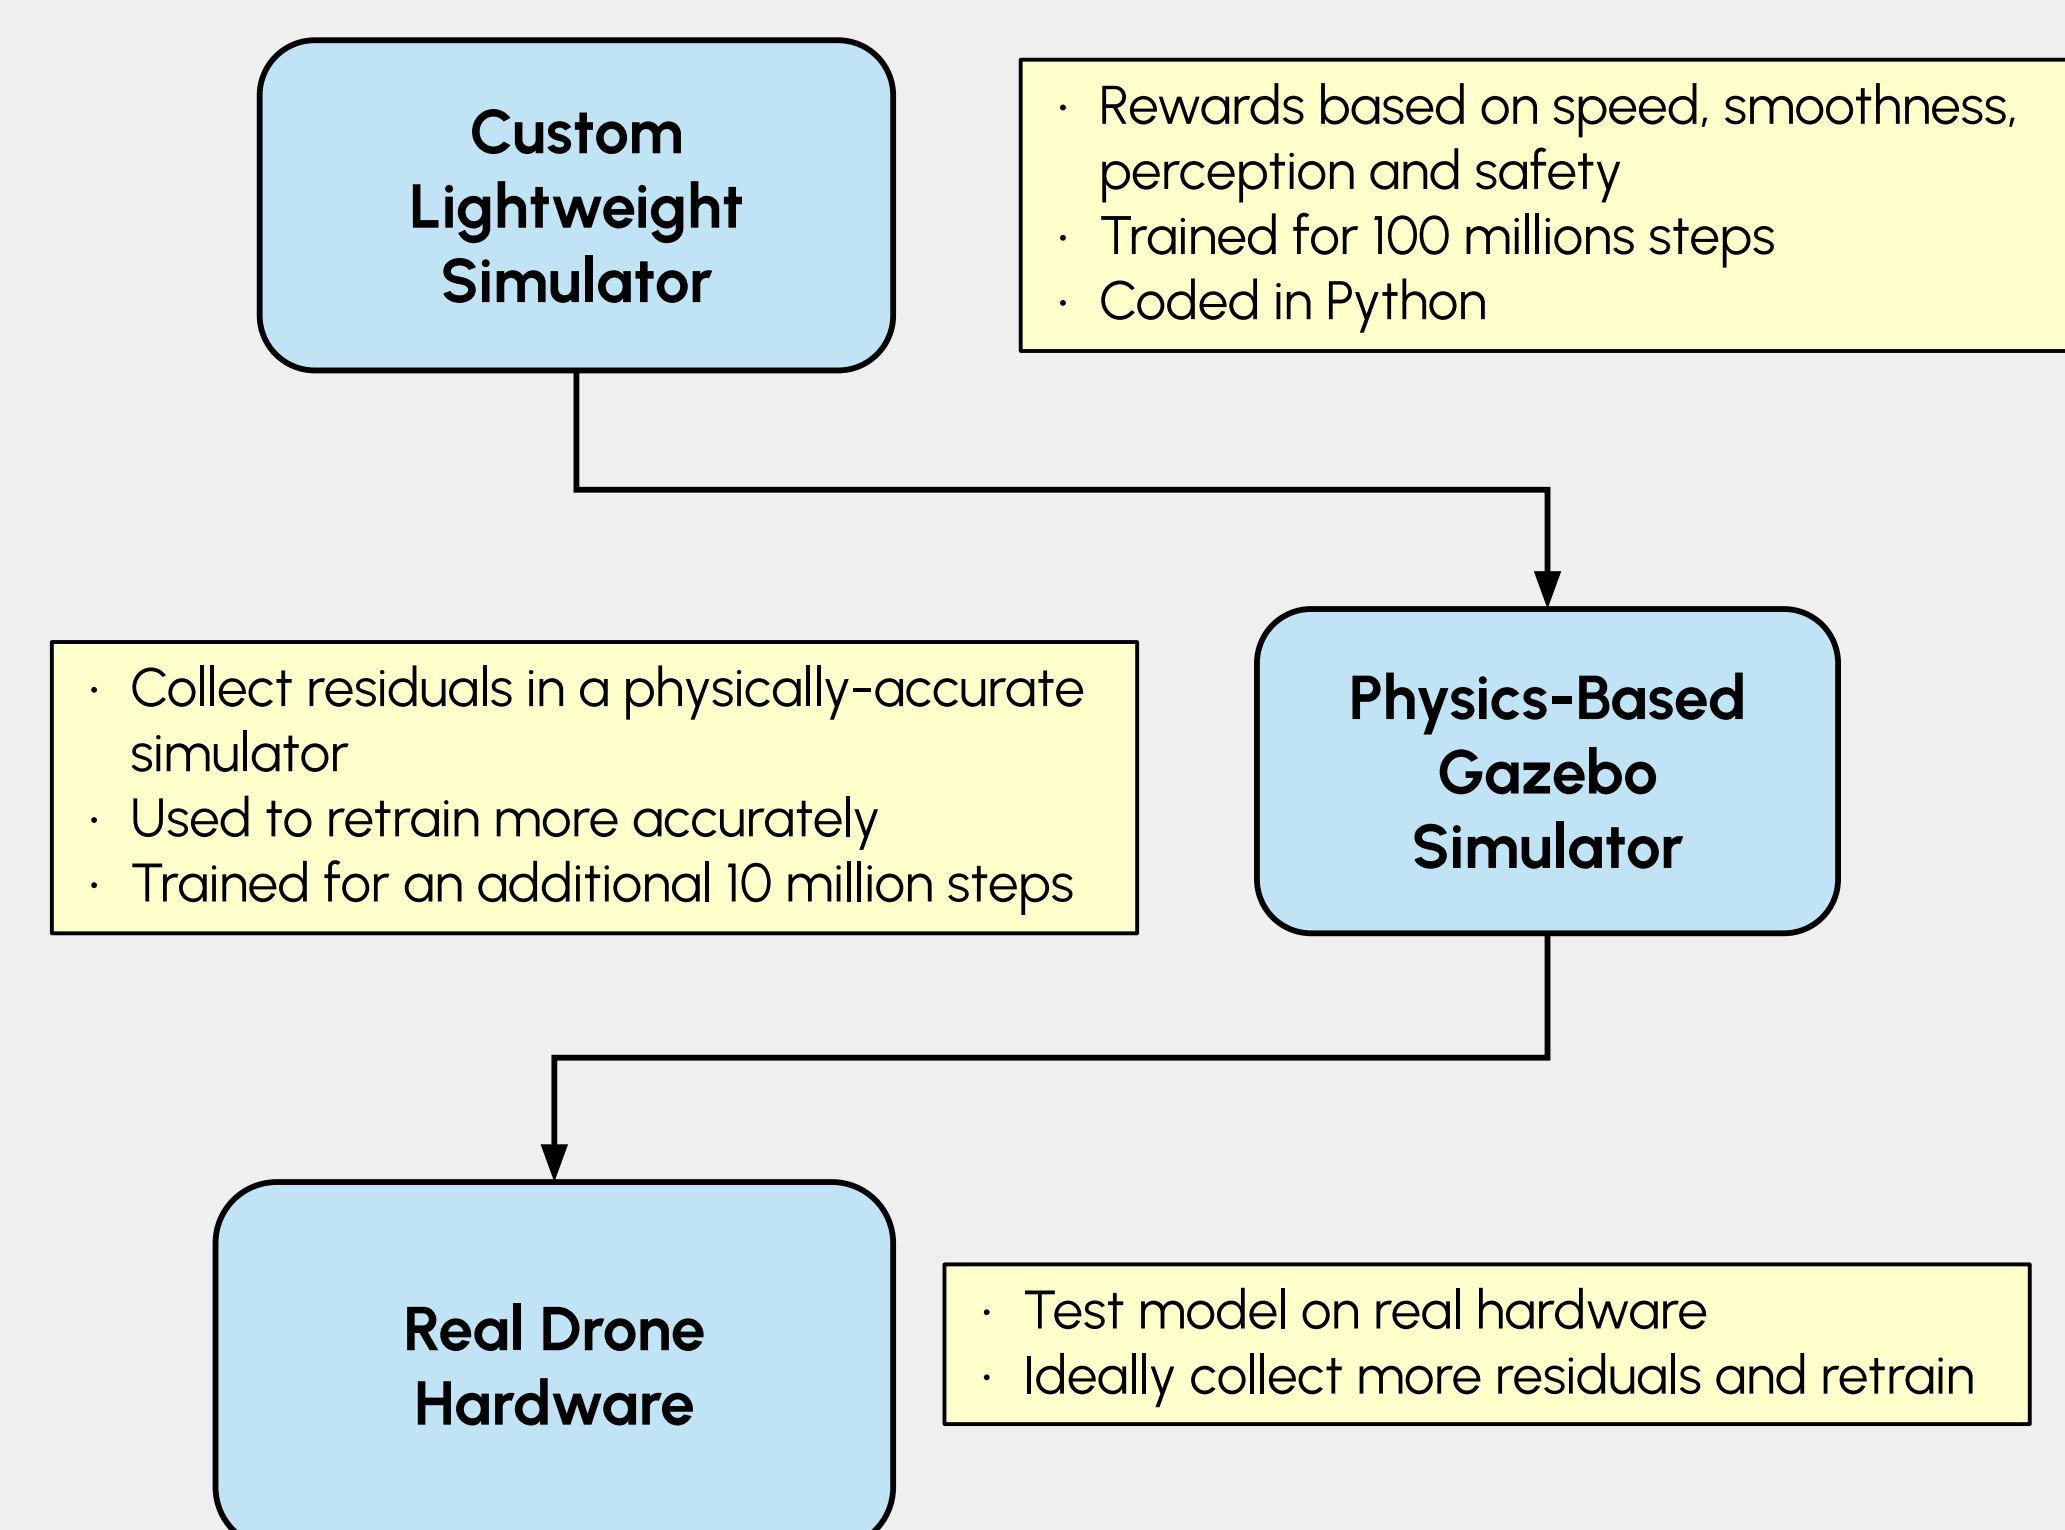 Custom
Lightweight
Simulator
· Rewards based on speed, smoothness,
perception and safety
· Trained for 100 millions steps
· Coded in Python
· Collect residuals in a physically-accurate
simulator
· Used to retrain more accurately
· Trained for an additional 10 million steps
Physics-Based
Gazebo
Simulator
Real Drone
Hardware
· Test model on real hardware
· Ideally collect more residuals and retrain